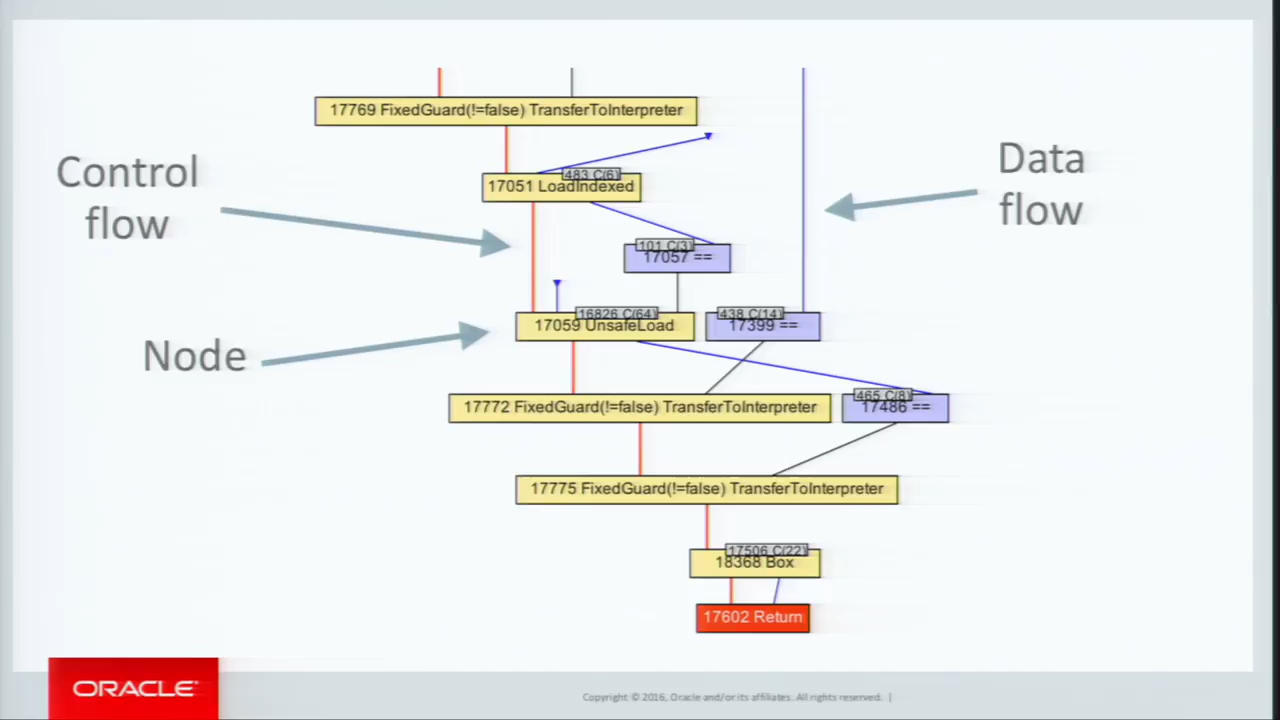 17769 FixedGuard(!=false) TransferToInterpreter
Control
flow
Data
flow
483 C(6)
17051 LoadIndexed
101 C(3)
17057 ==
16826 C(64)
17059 UnsafeLoad
438 C(14)
17399 ==
Node
17772 FixedGuard(!=false) TransferToInterpreter
465 C(8)
17486 ==
17775 FixedGuard(!=false) TransferToInterpreter
17506 C(22)
18368 Box
17602 Return
ORACLE
Copyright © 2016, Oracle and/or its affiliates. All rights reserved. |